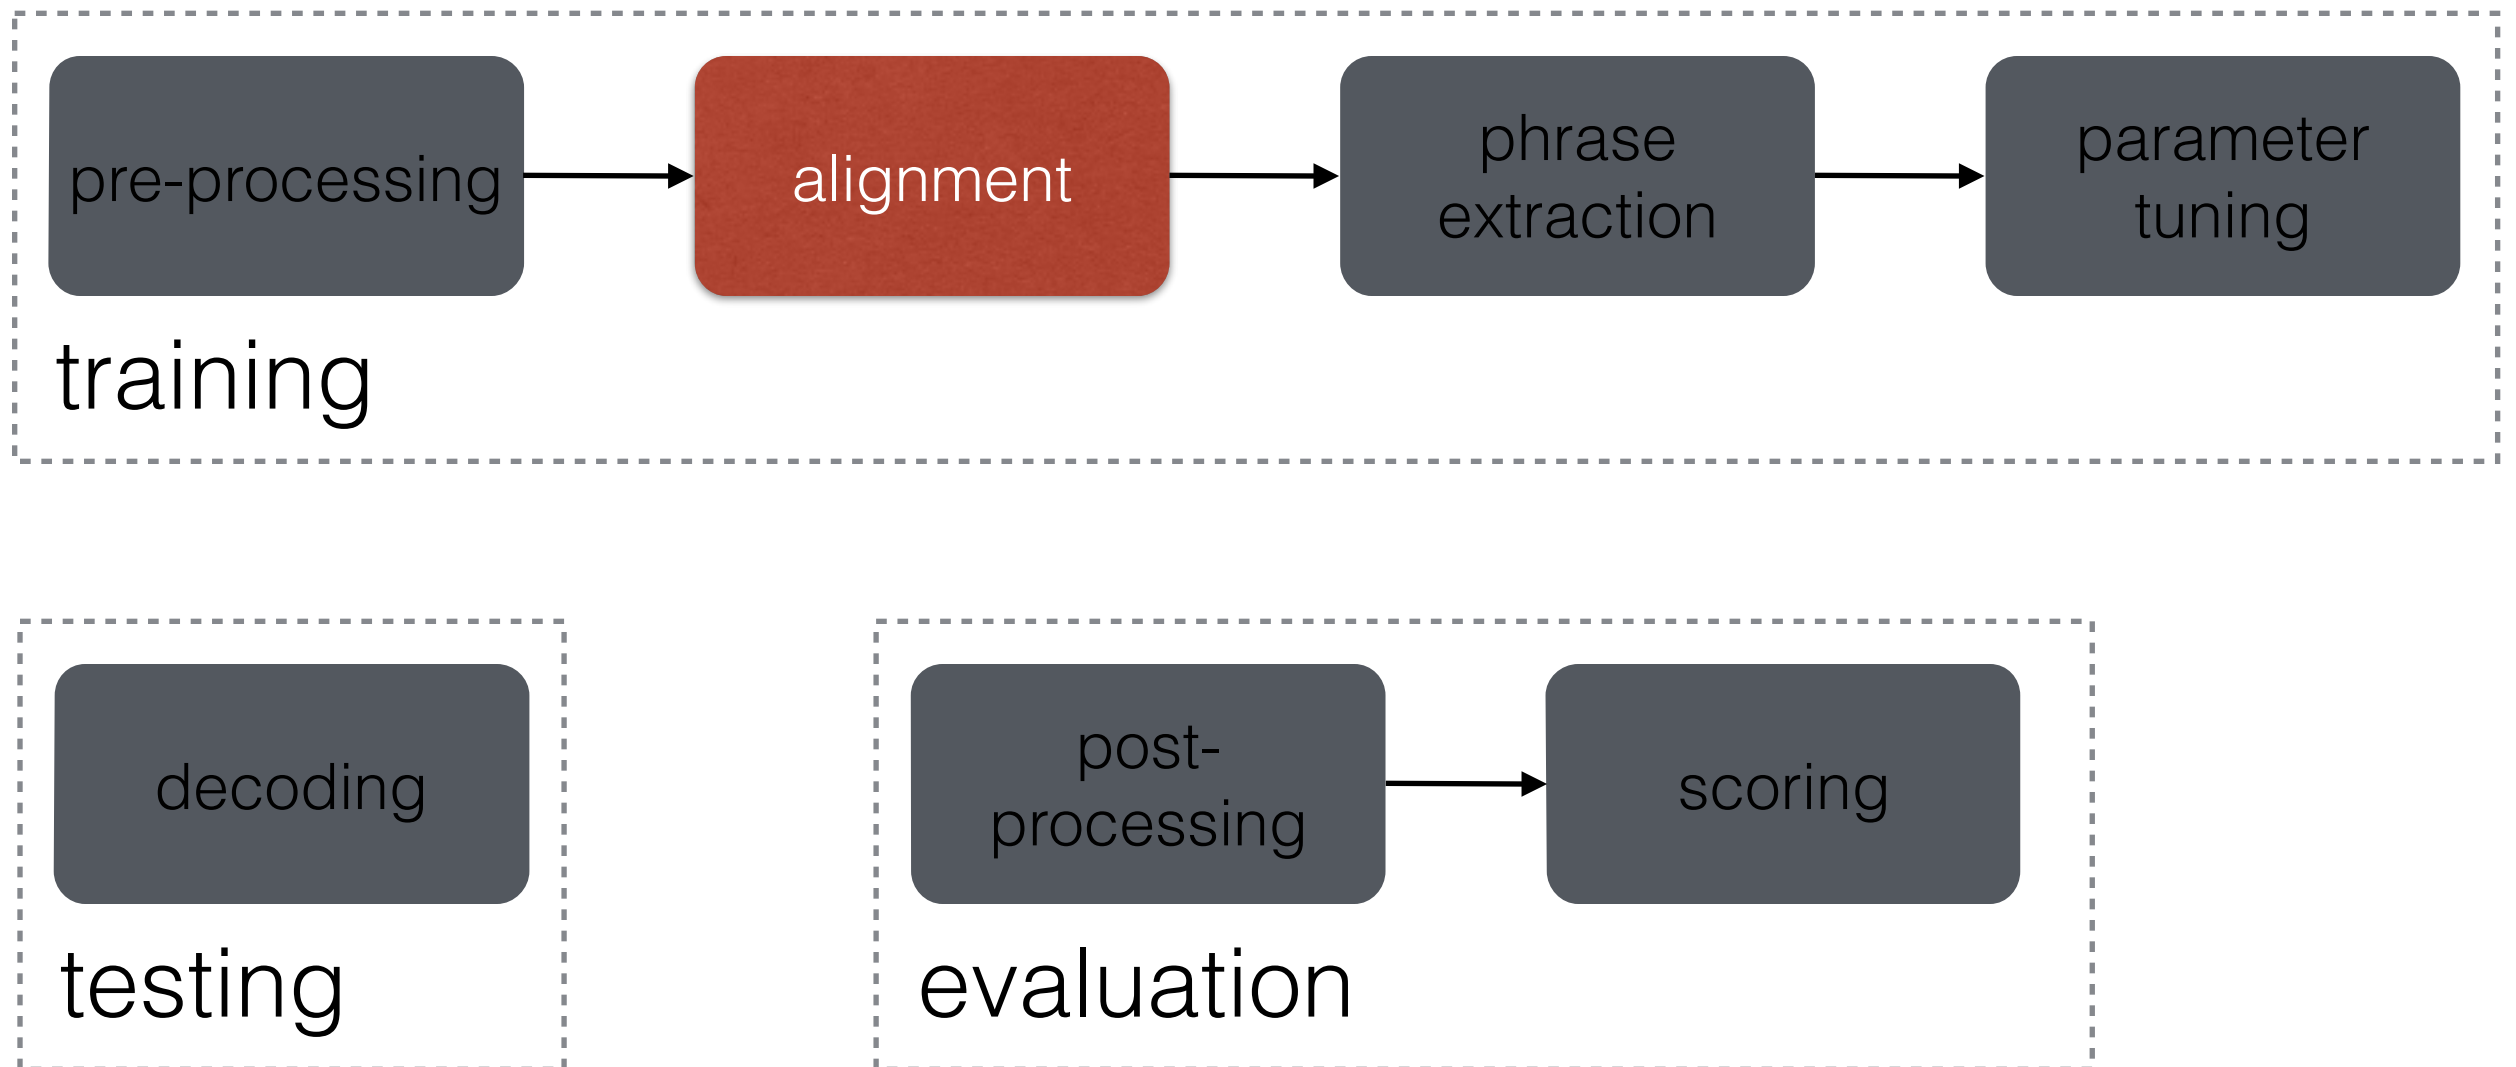 pre-processing
alignment
phrase
extraction
parameter
tuning
training
decoding
testing
post-
processing
scoring
evaluation